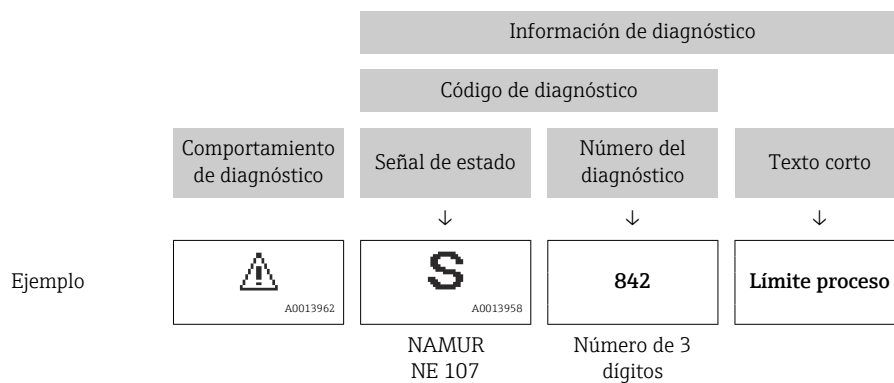 Información de diagnóstico
Código de diagnóstico
Comportamiento
de diagnóstico
Señal de estado
Número del
diagnóstico
Texto corto
↓
↓
↓
Ejemplo
A0013962
S
A0013958
842
Límite proceso
NAMUR
NE 107
Número de 3
dígitos